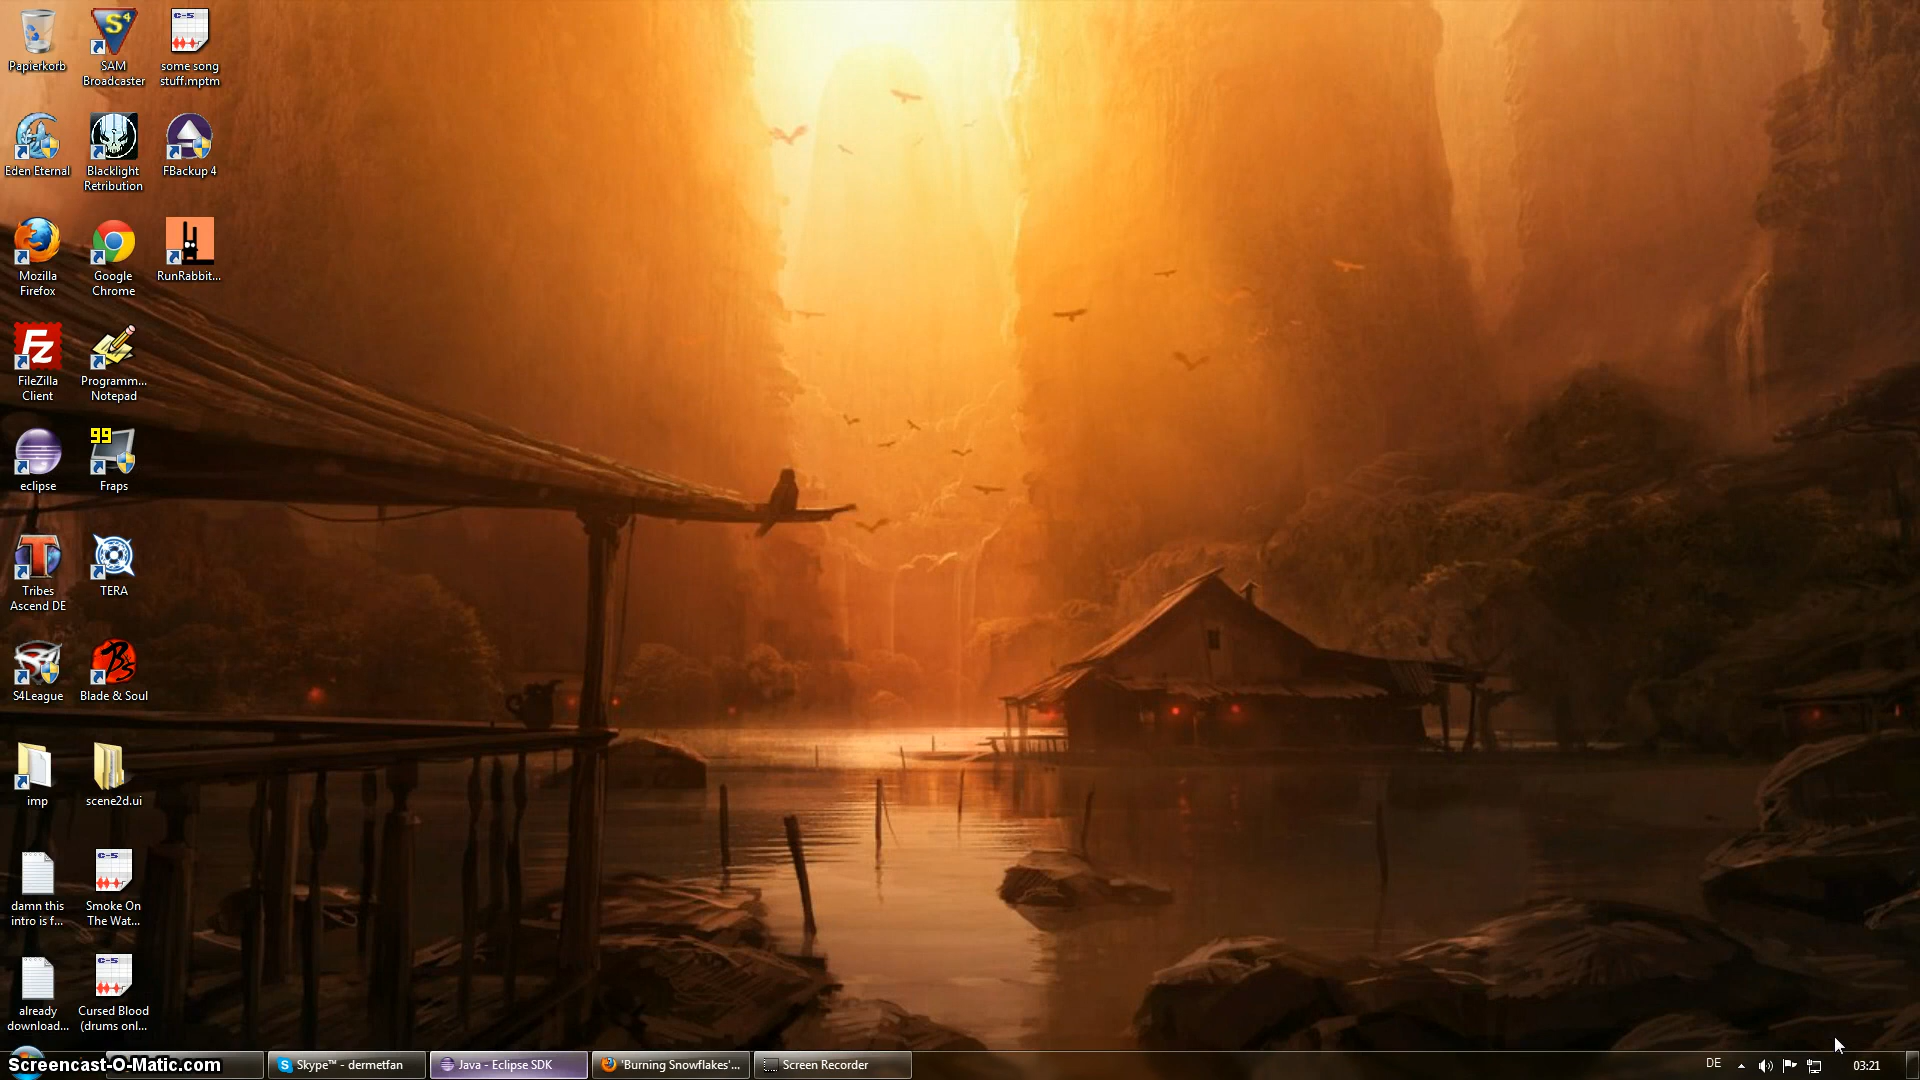 Papierkorb
SAM
Broadcaster
some song
stuff.mptm
Eden Eternal
Blacklight
Retribution
FBackup 4
Mozilla
Firefox
Google
Chrome
RunRabbit...
FileZilla
Client
Programm...
Notepad
eclipse
99
Fraps
Tribes
Ascend DE
TERA
S4League
Blade & Soul
imp
scene2d.ui
damn this
intro is f...
Smoke On
The Wat...
already
download...
Cursed Blood
(drums onl...
Screencast-O-Matic.com
Skype™ - dermetfan
Java - Eclipse SDK
'Burning Snowflakes'...
Screen Recorder
DE
03:21